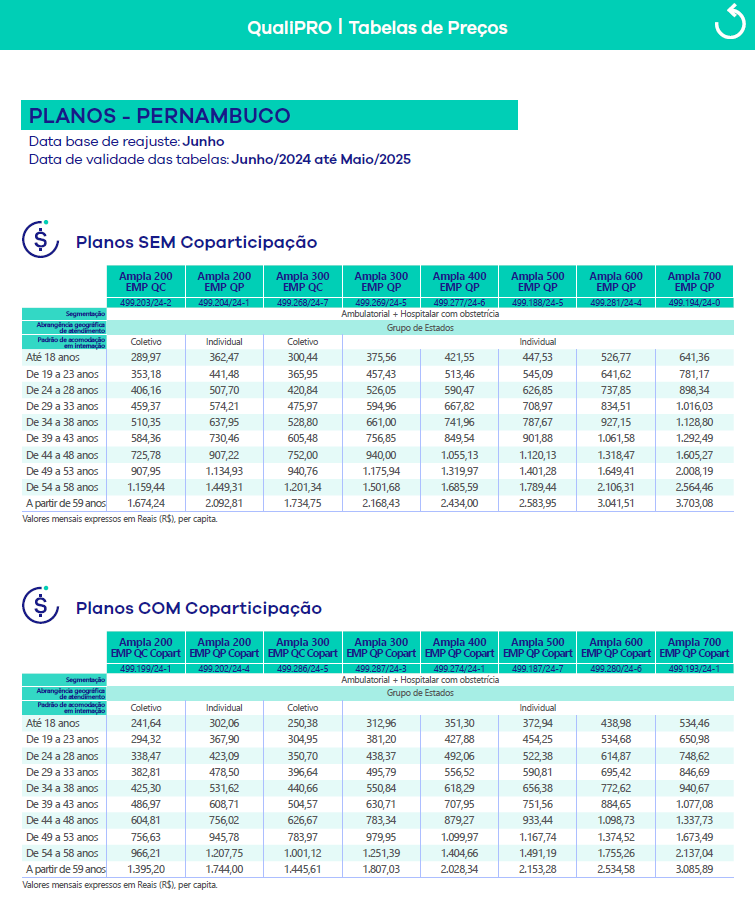 QualiPRO | Tabelas de Preços
PLANOS - PERNAMBUCO
Data base de reajuste: Junho
Data de validade das tabelas: Junho/2024 até Maio/2025
Planos SEM Coparticipação
Ampla 200 EMP QC Ampla 200 EMP QP Ampla 300 EMP QC Ampla 300 EMP QP Ampla 400 EMP QP Ampla 500 EMP QP Ampla 600 EMP QP Ampla 700 EMP QP
499.203/24-2 499.204/24-1 499.268/24-7 499.269/24-5 499.277/24-6 499.188/24-5 499.281/24-4 499.194/24-0
Segmentação Ambulatorial + Hospitalar com obstetrícia
Abrangência geográfica de atendimento Grupo de Estados
Padrão de acomodação em internação Coletivo Individual Coletivo Individual
Até 18 anos 289,97 362,47 300,44 375,56 421,55 447,53 526,77 641,36
De 19 a 23 anos 353,18 441,48 365,95 457,43 513,46 545,09 641,62 781,17
De 24 a 28 anos 406,16 507,70 420,84 526,05 590,47 626,85 737,85 898,34
De 29 a 33 anos 459,37 574,21 475,97 594,96 667,82 708,97 834,51 1.016,03
De 34 a 38 anos 510,35 637,95 528,80 661,00 741,96 787,67 927,15 1.128,80
De 39 a 43 anos 584,36 730,46 605,48 756,85 849,54 901,88 1.061,58 1.292,49
De 44 a 48 anos 725,78 907,22 752,00 940,00 1.055,13 1.120,13 1.318,47 1.605,27
De 49 a 53 anos 907,95 1.134,93 940,76 1.175,94 1.319,97 1.401,28 1.649,41 2.008,19
De 54 a 58 anos 1.159,44 1.449,31 1.201,34 1.501,68 1.685,59 1.789,44 2.106,31 2.564,46
A partir de 59 anos 1.674,24 2.092,81 1.734,75 2.168,43 2.434,00 2.583,95 3.041,51 3.703,08
Valores mensais expressos em Reais (R$), per capita.
Planos COM Coparticipação
Ampla 200 EMP QC Copart Ampla 200 EMP QP Copart Ampla 300 EMP QC Copart Ampla 300 EMP QP Copart Ampla 400 EMP QP Copart Ampla 500 EMP QP Copart Ampla 600 EMP QP Copart Ampla 700 EMP QP Copart
499.199/24-1 499.202/24-4 499.286/24-5 499.287/24-3 499.274/24-1 499.187/24-7 499.280/24-6 499.193/24-1
Segmentação Ambulatorial + Hospitalar com obstetrícia
Abrangência geográfica de atendimento Grupo de Estados
Padrão de acomodação em internação Coletivo Individual Coletivo Individual
Até 18 anos 241,64 302,06 250,38 312,96 351,30 372,94 438,98 534,46
De 19 a 23 anos 294,32 367,90 304,95 381,20 427,88 454,25 534,68 650,98
De 24 a 28 anos 338,47 423,09 350,70 438,37 492,06 522,38 614,87 748,62
De 29 a 33 anos 382,81 478,50 396,64 495,79 556,52 590,81 695,42 846,69
De 34 a 38 anos 425,30 531,62 440,66 550,84 618,29 656,38 772,62 940,67
De 39 a 43 anos 486,97 608,71 504,57 630,71 707,95 751,56 884,65 1.077,08
De 44 a 48 anos 604,81 756,02 626,67 783,34 879,27 933,44 1.098,73 1.337,73
De 49 a 53 anos 756,63 945,78 783,97 979,95 1.099,97 1.167,74 1.374,52 1.673,49
De 54 a 58 anos 966,21 1.207,75 1.001,12 1.251,39 1.404,66 1.491,19 1.755,26 2.137,04
A partir de 59 anos 1.395,20 1.744,00 1.445,61 1.807,03 2.028,34 2.153,28 2.534,58 3.085,89
Valores mensais expressos em Reais (R$), per capita.